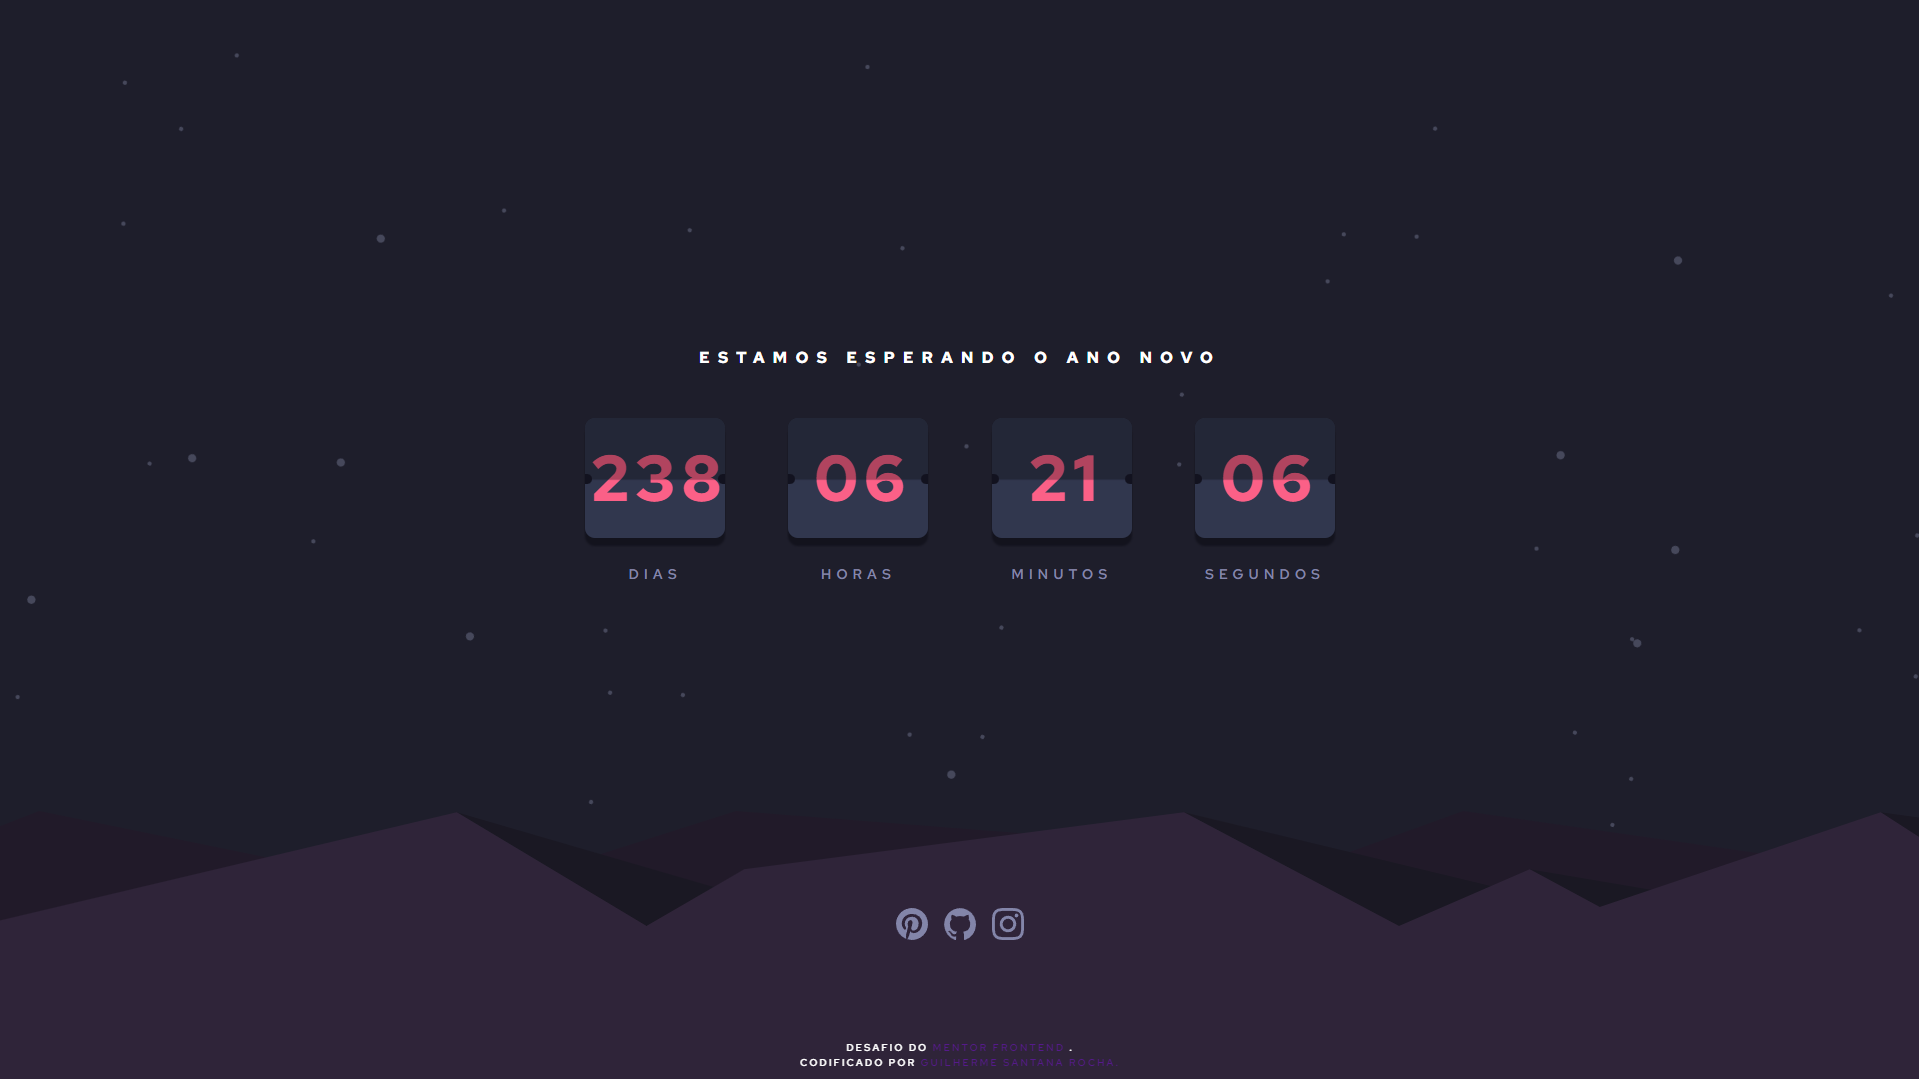 ESTAMOS ESPERANDO O ANO NOVO
238 06 21 06
DIAS HORAS MINUTOS SEGUNDOS
DESAFIO DO MENTOR FRONTEND.
CODIFICADO POR GUILHERME SANTANA ROCHA.